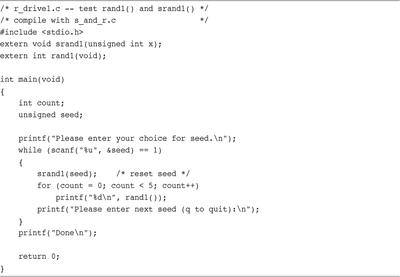 /* r_drive1.c -- test rand1() and srand1() */
/* compile with s_and_r.c                  */
#include <stdio.h>
extern void srand1(unsigned int x);
extern int rand1(void);

int main(void)
{
    int count;
    unsigned seed;

    printf("Please enter your choice for seed.\n");
    while (scanf("%u", &seed) == 1)
    {
        srand1(seed);    /* reset seed */
        for (count = 0; count < 5; count++)
            printf("%d\n", rand1());
        printf("Please enter next seed (q to quit):\n");
    }
    printf("Done\n");

    return 0;
}